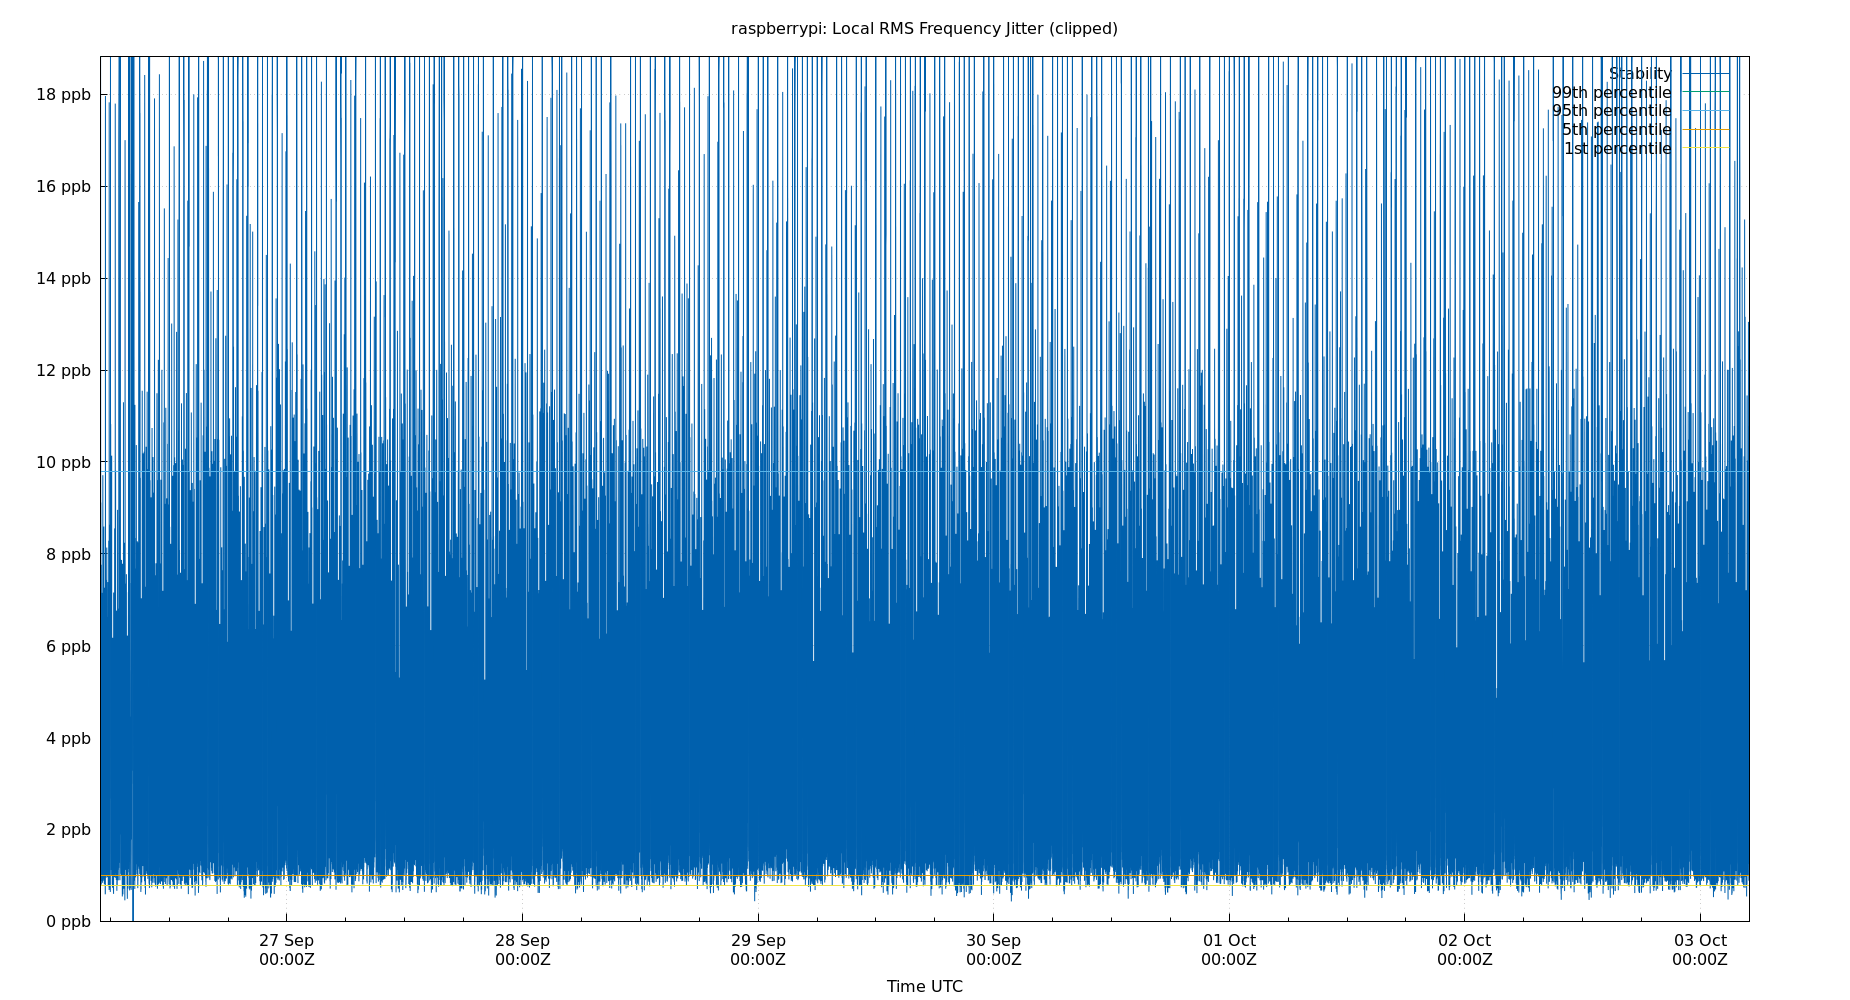 raspberrypi: Local RMS Frequency Jitter (clipped)
Stability
99th percentile
95th percentile
5th percentile
1st percentile
18 ppb
16 ppb
14 ppb
12 ppb
10 ppb
8 ppb
6 ppb
4 ppb
2 ppb
0 ppb
27 Sep 28 Sep 29 Sep 30 Sep 01 Oct 02 Oct 03 Oct
00:00Z 00:00Z 00:00Z 00:00Z 00:00Z 00:00Z 00:00Z
Time UTC